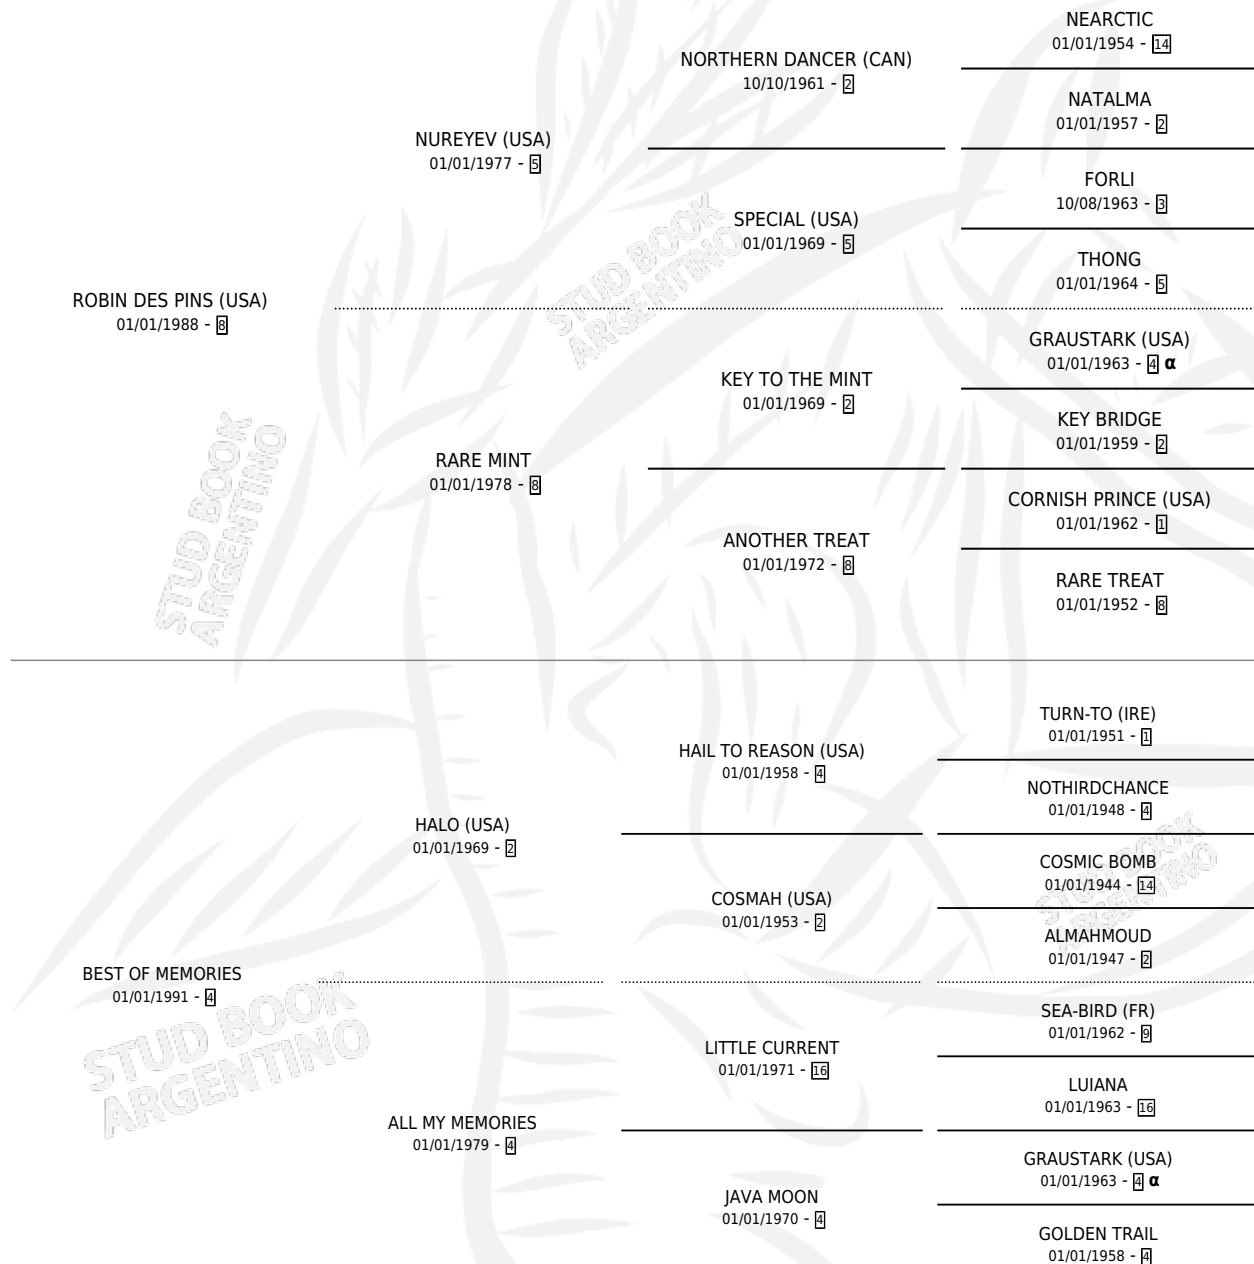 NEARCTIC
01/01/1954 - 14
NORTHERN DANCER (CAN)
10/10/1961 - 2
NATALMA
01/01/1957 - 2
NUREYEV (USA)
01/01/1977 - 5
FORLI
10/08/1963 - 3
SPECIAL (USA)
01/01/1969 - 5
THONG
01/01/1964 - 5
ROBIN DES PINS (USA)
01/01/1988 - 8
GRAUSTARK (USA)
01/01/1963 - 4 α
KEY TO THE MINT
01/01/1969 - 2
KEY BRIDGE
01/01/1959 - 2
RARE MINT
01/01/1978 - 8
CORNISH PRINCE (USA)
01/01/1962 - 1
ANOTHER TREAT
01/01/1972 - 8
RARE TREAT
01/01/1952 - 8
TURN-TO (IRE)
01/01/1951 - 1
HAIL TO REASON (USA)
01/01/1958 - 4
NOTHIRDCHANCE
01/01/1948 - 4
HALO (USA)
01/01/1969 - 2
COSMIC BOMB
01/01/1944 - 14
COSMAH (USA)
01/01/1953 - 2
ALMAHMOUD
01/01/1947 - 2
BEST OF MEMORIES
01/01/1991 - 4
SEA-BIRD (FR)
01/01/1962 - 9
LITTLE CURRENT
01/01/1971 - 16
LUIANA
01/01/1963 - 16
ALL MY MEMORIES
01/01/1979 - 4
GRAUSTARK (USA)
01/01/1963 - 4 α
JAVA MOON
01/01/1970 - 4
GOLDEN TRAIL
01/01/1958 - 4
STUD BOOK
ARGENTINO
STUD BOOK
ARGENTINO
STUD BOOK
ARGENTINO
STUD BOOK
ARGENTINO